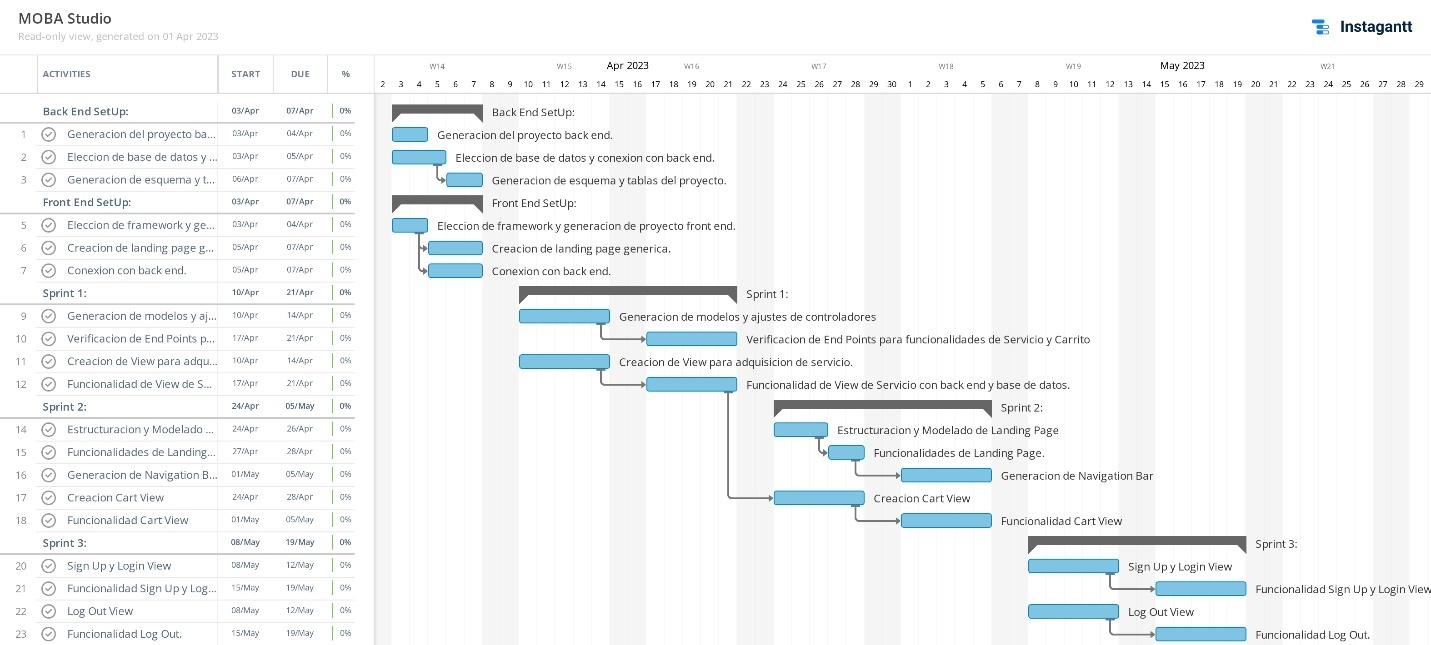 MOBA Studio
Read-only view, generated on 01 Apr 2023
Instagantt
ACTIVITIES START DUE %
W14 W15 Apr 2023 W16 W17 W18 W19 May 2023 W21
2 3 4 5 6 7 8 9 10 11 12 13 14 15 16 17 18 19 20 21 22 23 24 25 26 27 28 29 30 1 2 3 4 5 6 7 8 9 10 11 12 13 14 15 16 17 18 19 20 21 22 23 24 25 26 27 28 29
Back End SetUp: 03/Apr 07/Apr 0% Back End SetUp:
1 Generacion del proyecto ba... 03/Apr 04/Apr 0% Generacion del proyecto back end.
2 Eleccion de base de datos y ... 03/Apr 05/Apr 0% Eleccion de base de datos y conexion con back end.
3 Generacion de esquema y t... 06/Apr 07/Apr 0% Generacion de esquema y tablas del proyecto.
Front End SetUp: 03/Apr 07/Apr 0% Front End SetUp:
5 Eleccion de framework y ge... 03/Apr 04/Apr 0% Eleccion de framework y generacion de proyecto front end.
6 Creacion de landing page g... 05/Apr 07/Apr 0% Creacion de landing page generica.
7 Conexion con back end. 05/Apr 07/Apr 0% Conexion con back end.
Sprint 1: 10/Apr 21/Apr 0% Sprint 1:
9 Generacion de modelos y aj... 10/Apr 14/Apr 0% Generacion de modelos y ajustes de controladores
10 Verificacion de End Points p... 17/Apr 21/Apr 0% Verificacion de End Points para funcionalidades de Servicio y Carrito
11 Creacion de View para adqu... 10/Apr 14/Apr 0% Creacion de View para adquisicion de servicio.
12 Funcionalidad de View de S... 17/Apr 21/Apr 0% Funcionalidad de View de Servicio con back end y base de datos.
Sprint 2: 24/Apr 05/May 0% Sprint 2:
14 Estructuracion y Modelado ... 24/Apr 26/Apr 0% Estructuracion y Modelado de Landing Page
15 Funcionalidades de Landing... 27/Apr 28/Apr 0% Funcionalidades de Landing Page.
16 Generacion de Navigation B... 01/May 05/May 0% Generacion de Navigation Bar
17 Creacion Cart View 24/Apr 28/Apr 0% Creacion Cart View
18 Funcionalidad Cart View 01/May 05/May 0% Funcionalidad Cart View
Sprint 3: 08/May 19/May 0% Sprint 3:
20 Sign Up y Login View 08/May 12/May 0% Sign Up y Login View
21 Funcionalidad Sign Up y Log... 15/May 19/May 0% Funcionalidad Sign Up y Login View
22 Log Out View 08/May 12/May 0% Log Out View
23 Funcionalidad Log Out. 15/May 19/May 0% Funcionalidad Log Out.